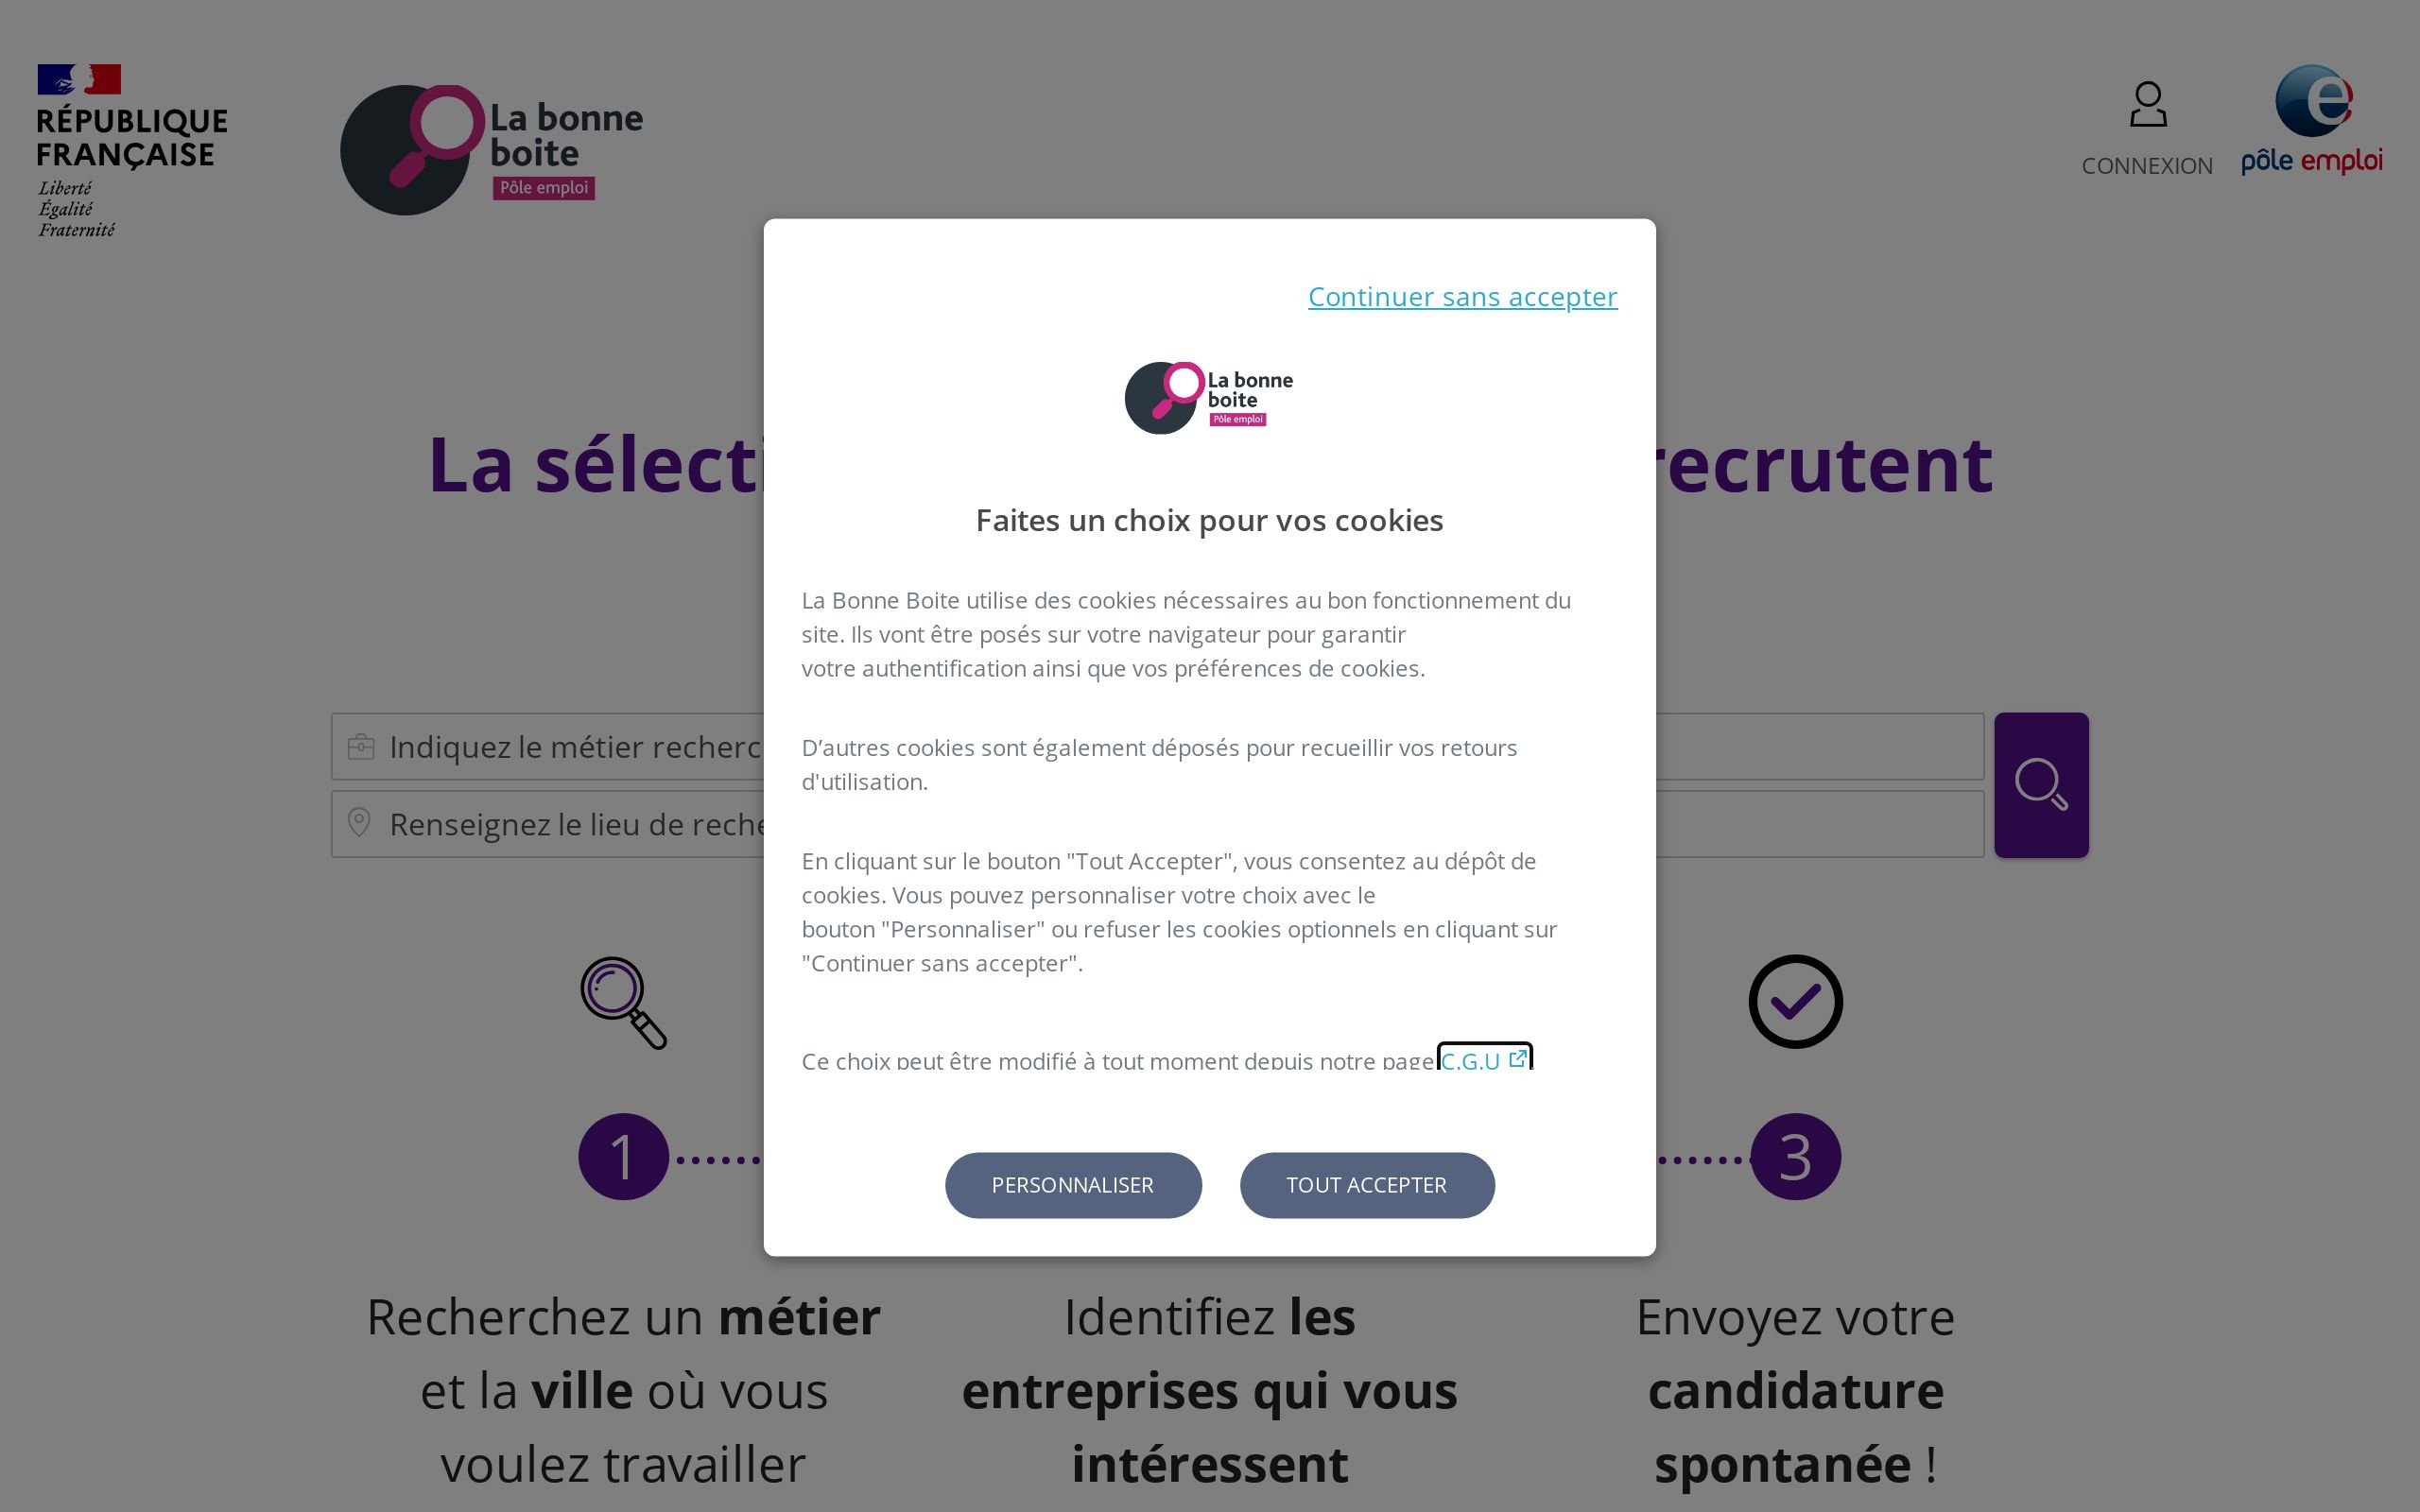 RÉPUBLIQUE
FRANÇAISE
Liberté
Égalité
Fraternité
La bonne
boite
Pôle emploi
CONNEXION
pôle emploi
La sélecti
recrutent
Indiquez le métier recherc
Renseignez le lieu de reche
Continuer sans accepter
La bonne
boite
Pôle emploi
Faites un choix pour vos cookies
La Bonne Boite utilise des cookies nécessaires au bon fonctionnement du
site. Ils vont être posés sur votre navigateur pour garantir
votre authentification ainsi que vos préférences de cookies.
D’autres cookies sont également déposés pour recueillir vos retours
d'utilisation.
En cliquant sur le bouton "Tout Accepter", vous consentez au dépôt de
cookies. Vous pouvez personnaliser votre choix avec le
bouton "Personnaliser" ou refuser les cookies optionnels en cliquant sur
"Continuer sans accepter".
Ce choix peut être modifié à tout moment depuis notre page C.G.U
PERSONNALISER
TOUT ACCEPTER
1
3
Recherchez un métier
et la ville où vous
voulez travailler
Identifiez les
entreprises qui vous
intéressent
Envoyez votre
candidature
spontanée !